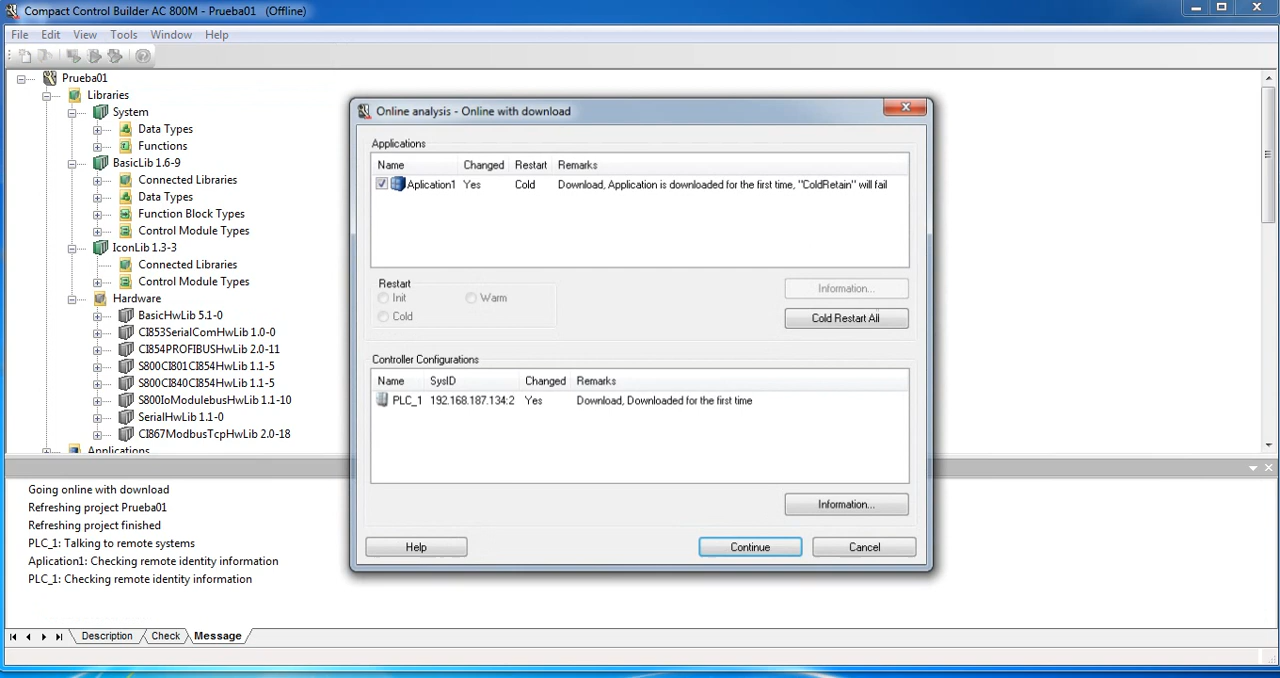 Compact Control Builder AC 800M - Prueba01 (Offline)
File Edit View Tools Window Help
Prueba01
Libraries
System
Data Types
Functions
BasicLib 1.6-9
Connected Libraries
Data Types
Function Block Types
Control Module Types
IconLib 1.3-3
Connected Libraries
Control Module Types
Hardware
BasicHwLib 5.1-0
CI853SerialComHwLib 1.0-0
CI854PROFIBUSHwLib 2.0-11
S800CI801CI854HwLib 1.1-5
S800CI840CI854HwLib 1.1-5
S800IoModulebusHwLib 1.1-10
SerialHwLib 1.1-0
CI867ModbusTcpHwLib 2.0-18
Applications
Online analysis - Online with download
Applications
Name Changed Restart Remarks
Aplication1 Yes Cold Download, Application is downloaded for the first time, "ColdRetain" will fail
Restart
Init Warm
Cold
Information...
Cold Restart All
Controller Configurations
Name SysID Changed Remarks
PLC_1 192.168.187.134:2 Yes Download, Downloaded for the first time
Information...
Help Continue Cancel
Going online with download
Refreshing project Prueba01
Refreshing project finished
PLC_1: Talking to remote systems
Aplication1: Checking remote identity information
PLC_1: Checking remote identity information
Description Check Message